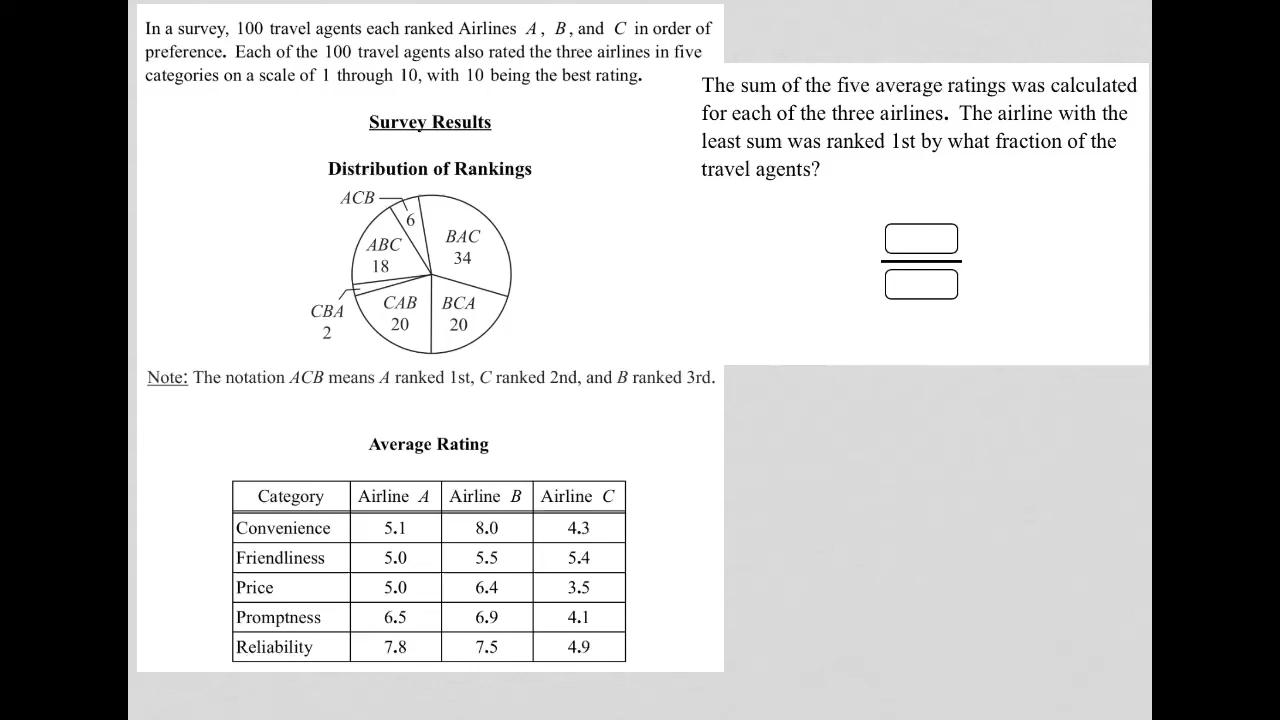 In a survey, 100 travel agents each ranked Airlines A, B, and C in order of
preference. Each of the 100 travel agents also rated the three airlines in five
categories on a scale of 1 through 10, with 10 being the best rating.
Survey Results
Distribution of Rankings
ACB
6
BAC
34
ABC
18
CBA
2
CAB
20
BCA
20
Note: The notation ACB means A ranked 1st, C ranked 2nd, and B ranked 3rd.
Average Rating
Category Airline A Airline B Airline C
Convenience 5.1 8.0 4.3
Friendliness 5.0 5.5 5.4
Price 5.0 6.4 3.5
Promptness 6.5 6.9 4.1
Reliability 7.8 7.5 4.9
The sum of the five average ratings was calculated
for each of the three airlines. The airline with the
least sum was ranked 1st by what fraction of the
travel agents?